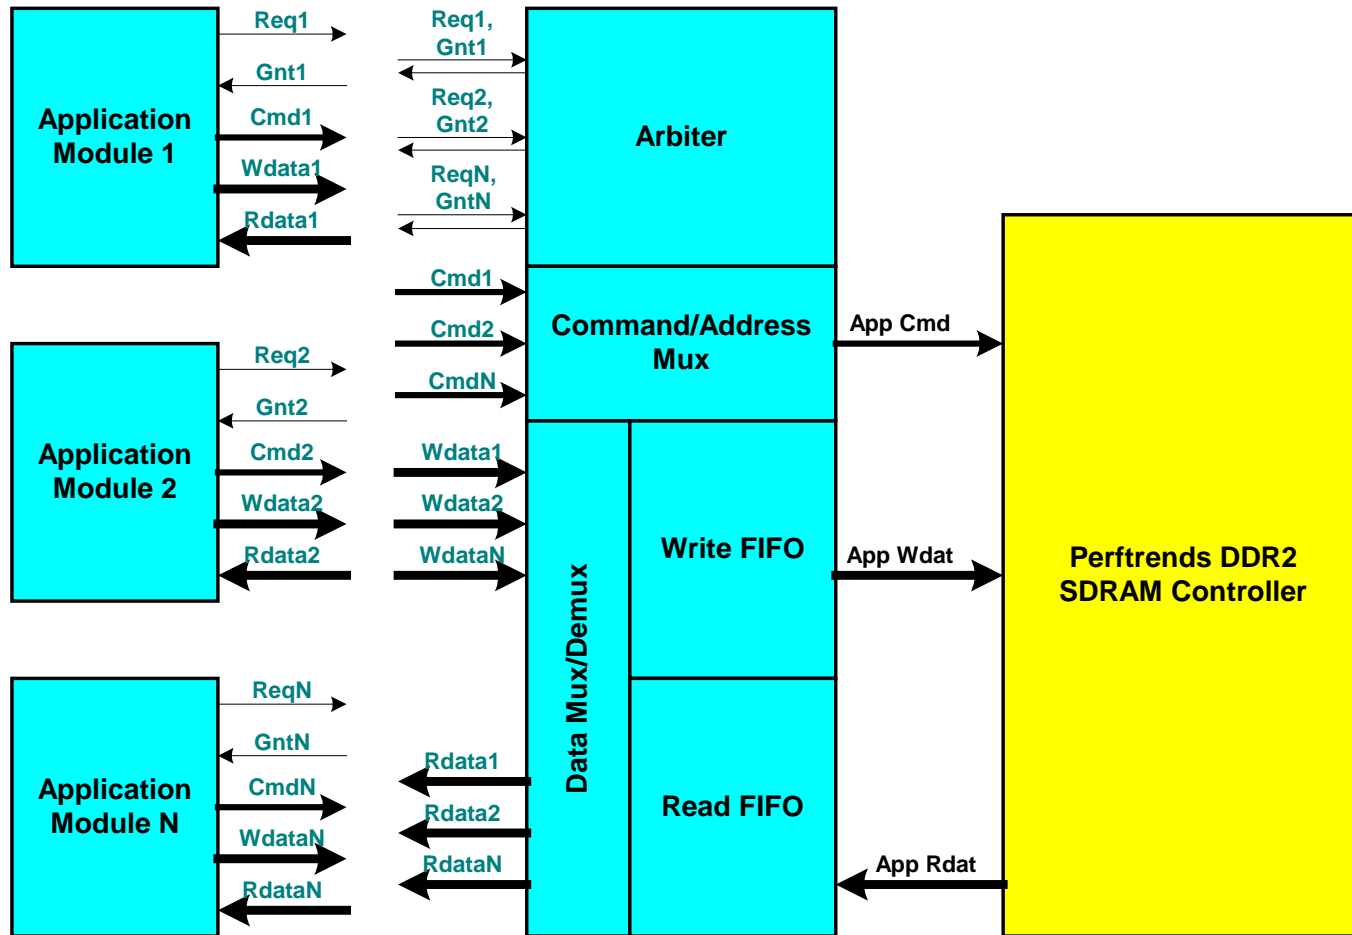 Application
Module 1
Req1
Gnt1
Cmd1
Wdata1
Rdata1
Application
Module 2
Req2
Gnt2
Cmd2
Wdata2
Rdata2
Application
Module N
ReqN
GntN
CmdN
WdataN
RdataN
Req1,
Gnt1
Req2,
Gnt2
ReqN,
GntN
Cmd1
Cmd2
CmdN
Wdata1
Wdata2
WdataN
Rdata1
Rdata2
RdataN
Arbiter
Command/Address
Mux
Data Mux/Demux
Write FIFO
Read FIFO
App Cmd
App Wdat
App Rdat
Perftrends DDR2
SDRAM Controller